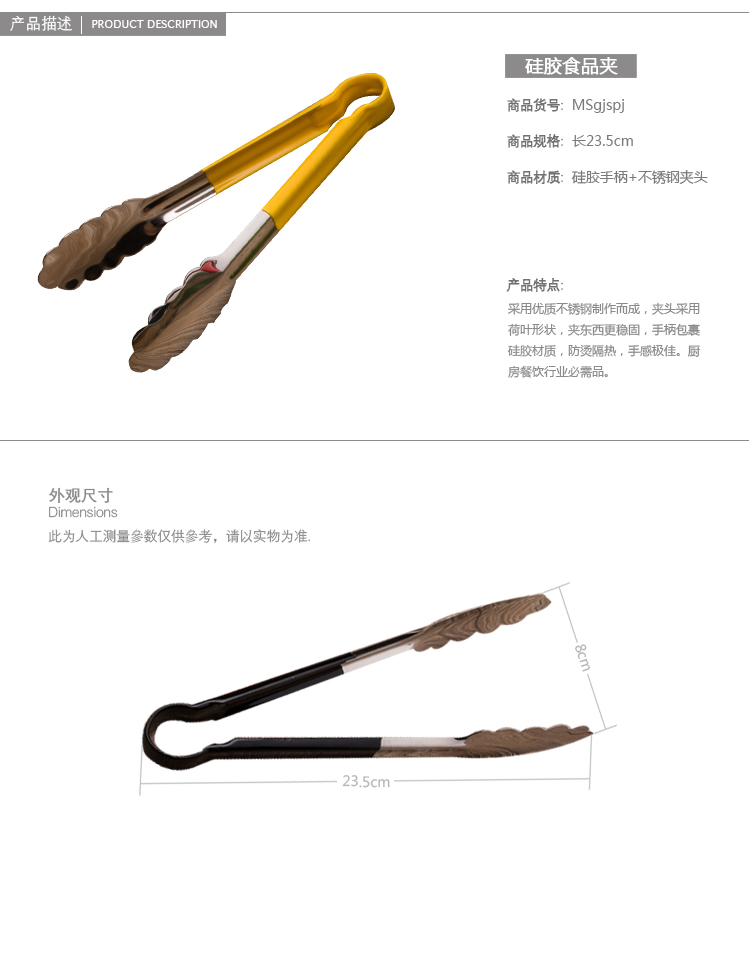 产品描述 | PRODUCT DESCRIPTION
硅胶食品夹
商品货号: MSgjspj
商品规格: 长23.5cm
商品材质: 硅胶手柄+不锈钢夹头
产品特点:
采用优质不锈钢制作而成，夹头采用
荷叶形状，夹东西更稳固，手柄包裹
硅胶材质，防烫隔热，手感极佳。厨
房餐饮行业必需品。
外观尺寸
Dimensions
此为人工测量参数仅供参考，请以实物为准.
8cm
23.5cm